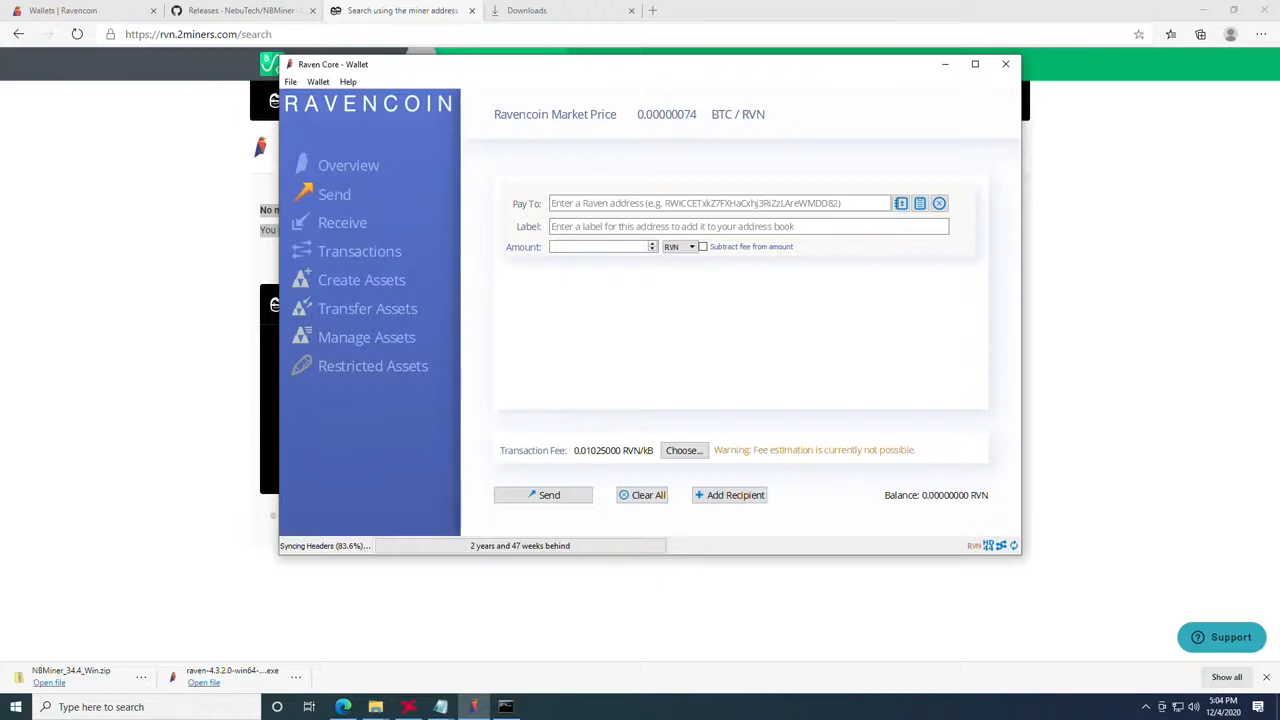 Wallets | Ravencoin
Releases · NebuTech/NBMiner ·
Search using the miner address
Downloads
https://rvn.2miners.com/search
Raven Core - Wallet
File Wallet Help
RAVENCOIN
Ravencoin Market Price 0.00000074 BTC / RVN
Overview
Send
Receive
Transactions
Create Assets
Transfer Assets
Manage Assets
Restricted Assets
No
You
Pay To: Enter a Raven address (e.g. RWiCCETxkZ7FXHaCxhj3RiZzLAreWMDD82)
Label: Enter a label for this address to add it to your address book
Amount: RVN Subtract fee from amount
Transaction Fee: 0.01025000 RVN/kB Choose... Warning: Fee estimation is currently not possible.
Send Clear All Add Recipient Balance: 0.00000000 RVN
Syncing Headers (83.6%)... 2 years and 47 weeks behind RVN HD 44
©
Support
NBMiner_34.4_Win.zip
Open file
raven-4.3.2.0-win64-....exe
Open file
Show all
Type here to search
5:04 PM
12/4/2020